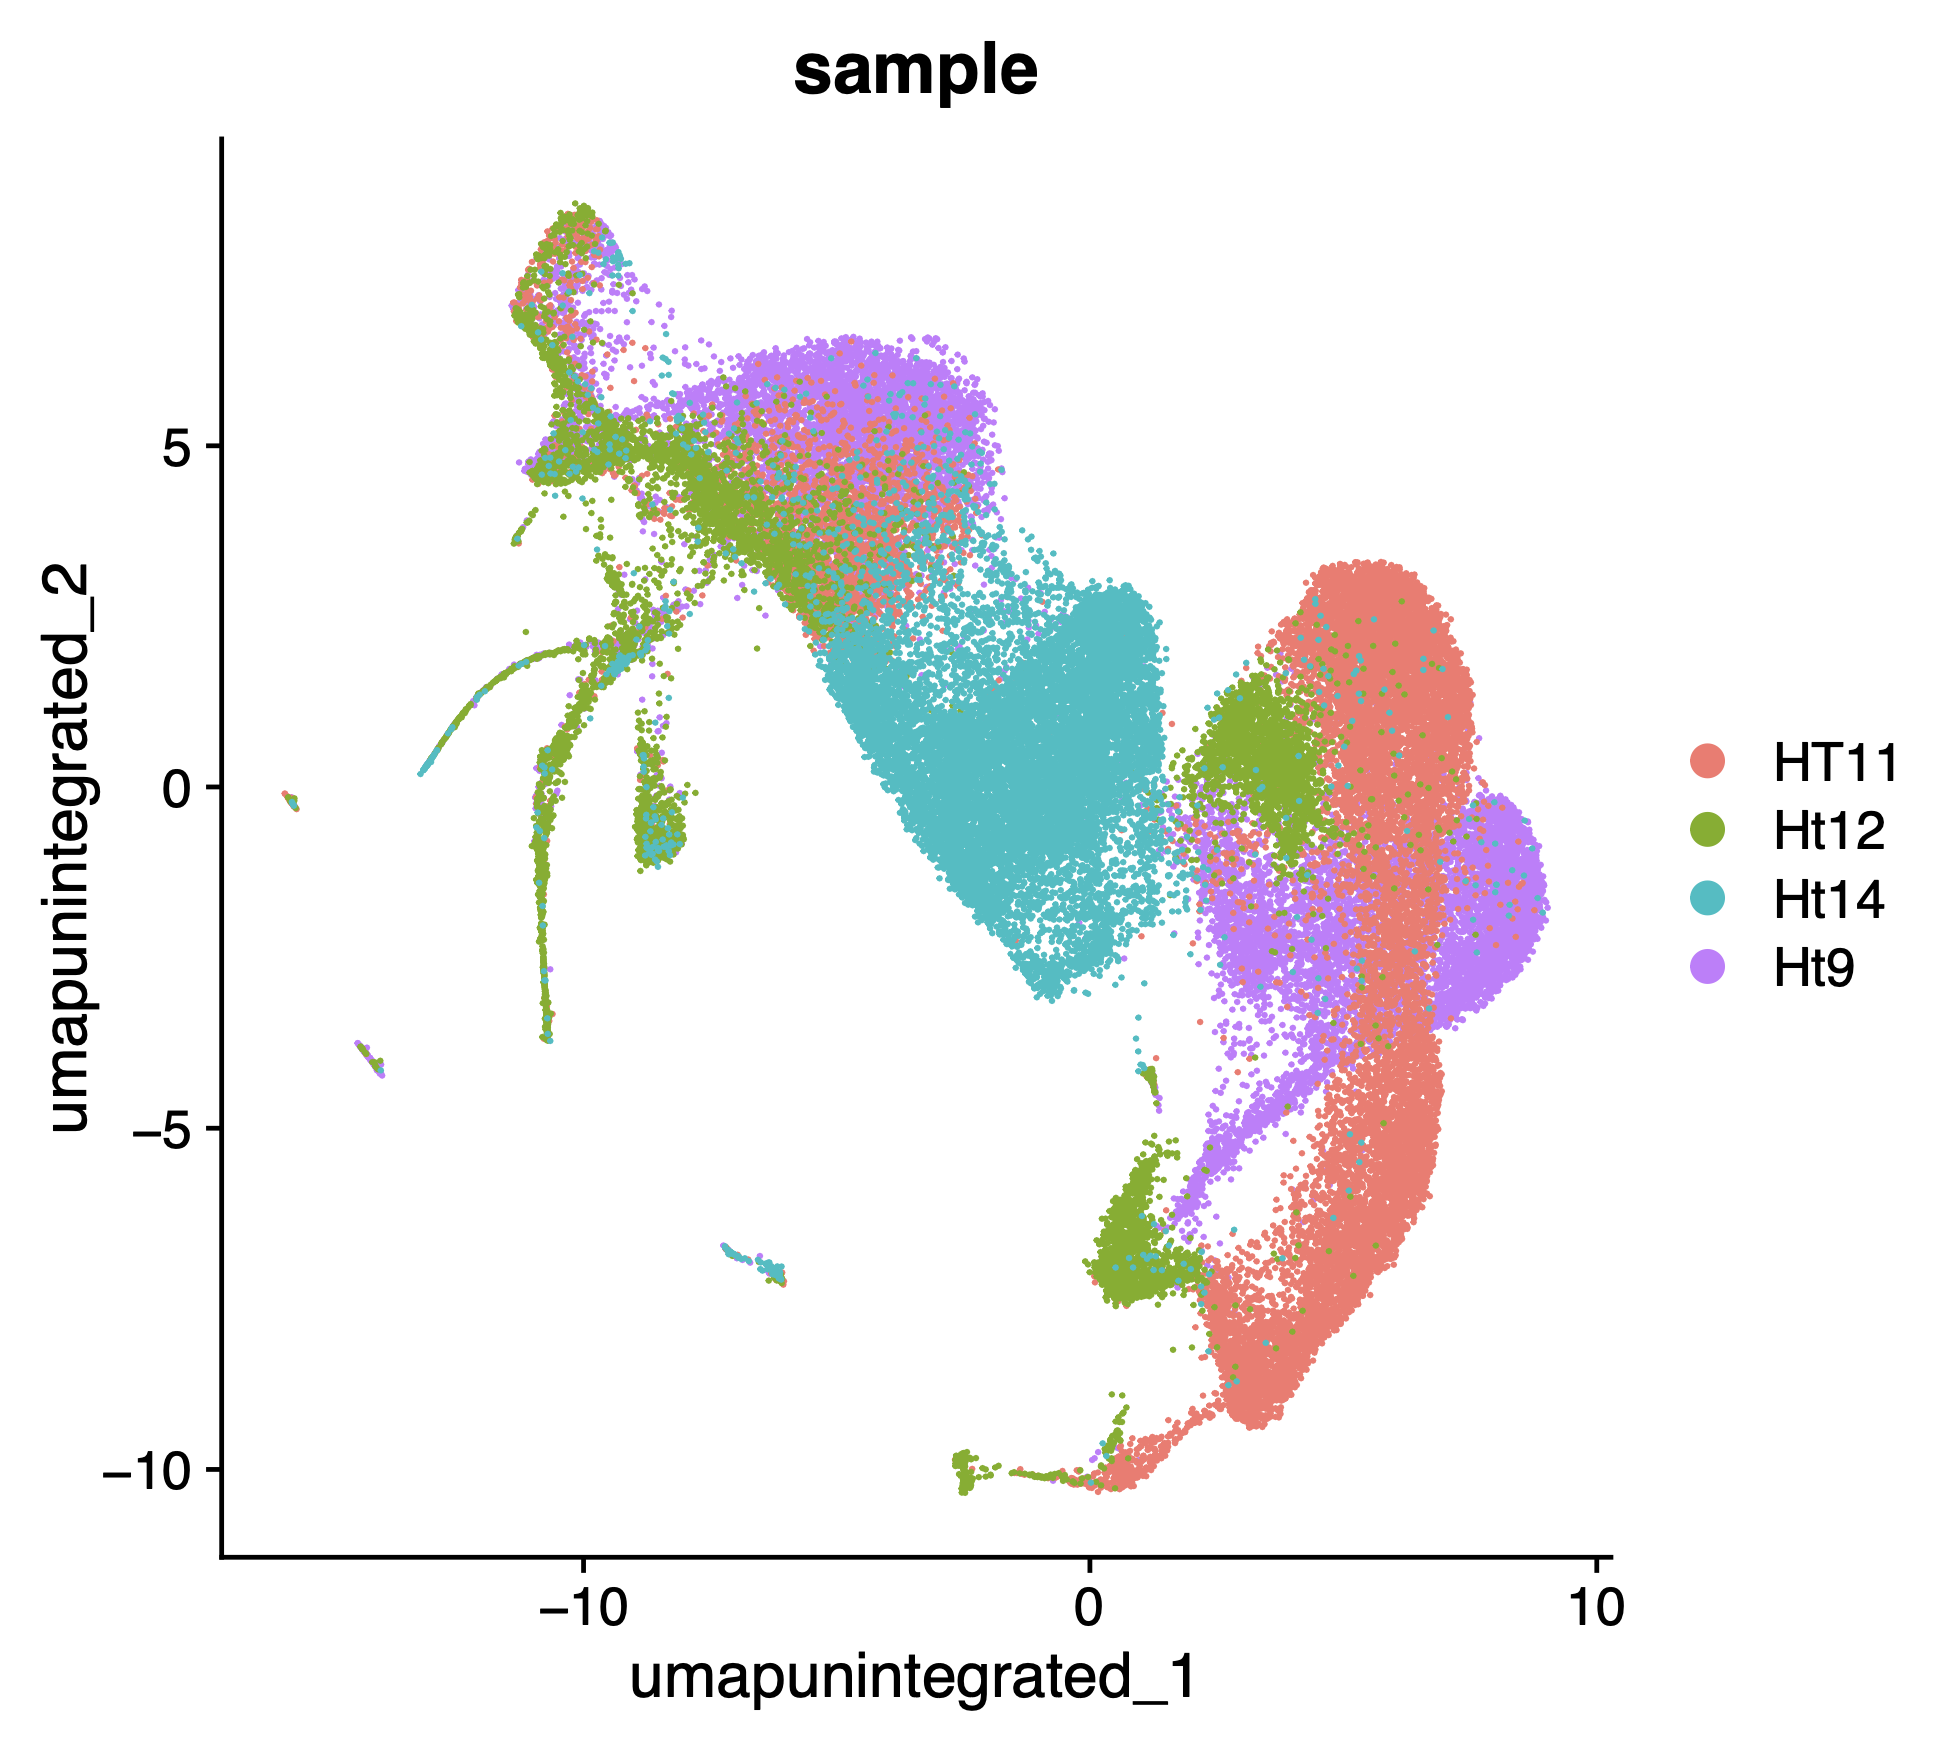 sample
umapunintegrated_2
5
0
−5
−10
−10
0
10
umapunintegrated_1
HT11
Ht12
Ht14
Ht9